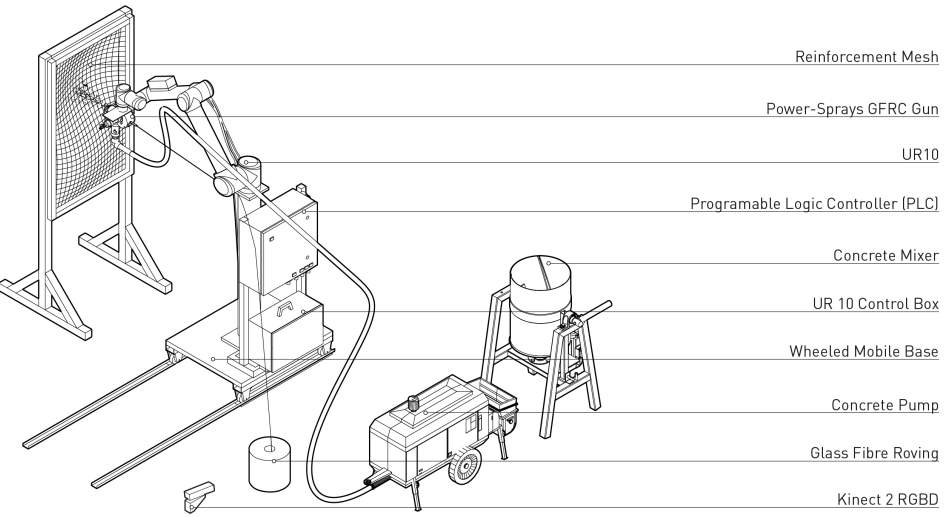 Reinforcement Mesh
Power-Sprays GFRC Gun
UR10
Programable Logic Controller (PLC)
Concrete Mixer
UR 10 Control Box
Wheeled Mobile Base
Concrete Pump
Glass Fibre Roving
Kinect 2 RGBD